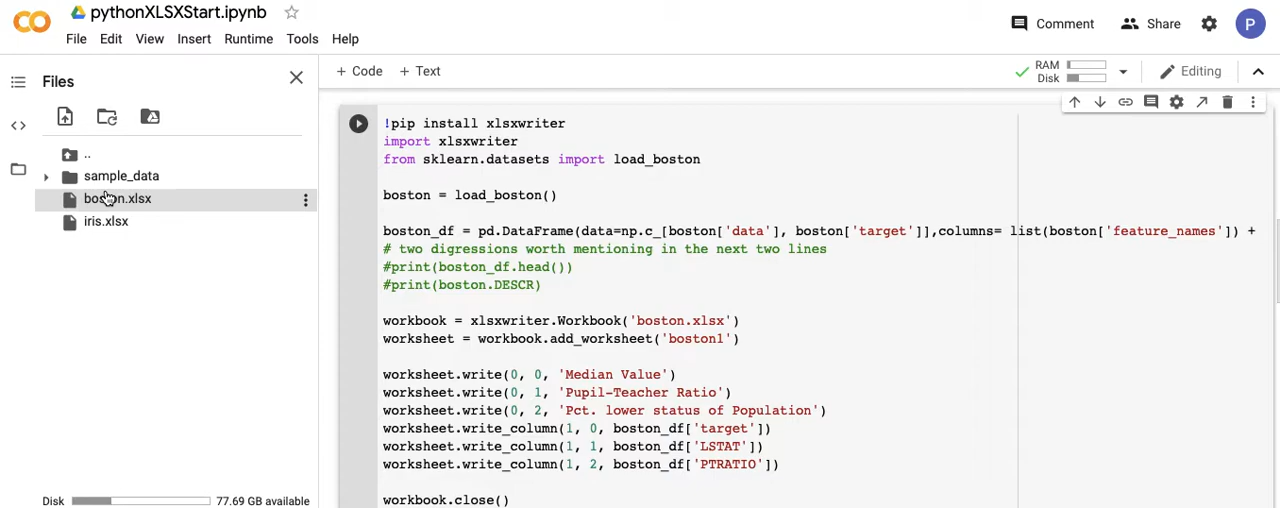 pythonXLSXStart.ipynb
File Edit View Insert Runtime Tools Help
Comment Share P
Files
+ Code + Text
RAM
Disk
Editing
..
sample_data
boston.xlsx
iris.xlsx
Disk 77.69 GB available
!pip install xlsxwriter
import xlsxwriter
from sklearn.datasets import load_boston
boston = load_boston()
boston_df = pd.DataFrame(data=np.c_[boston['data'], boston['target']],columns= list(boston['feature_names']) +
# two digressions worth mentioning in the next two lines
#print(boston_df.head())
#print(boston.DESCR)
workbook = xlsxwriter.Workbook('boston.xlsx')
worksheet = workbook.add_worksheet('boston1')
worksheet.write(0, 0, 'Median Value')
worksheet.write(0, 1, 'Pupil-Teacher Ratio')
worksheet.write(0, 2, 'Pct. lower status of Population')
worksheet.write_column(1, 0, boston_df['target'])
worksheet.write_column(1, 1, boston_df['LSTAT'])
worksheet.write_column(1, 2, boston_df['PTRATIO'])
workbook.close()